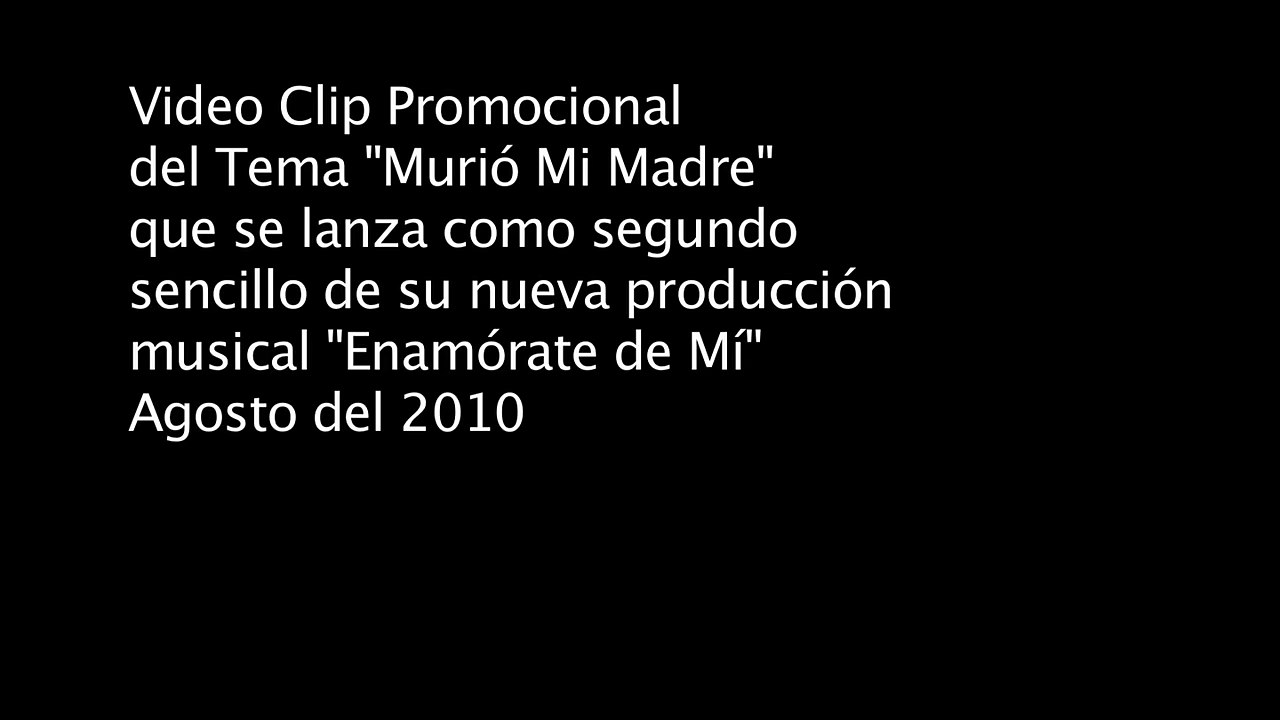 Video Clip Promocional
del Tema "Murió Mi Madre"
que se lanza como segundo
sencillo de su nueva producción
musical "Enamórate de Mí"
Agosto del 2010